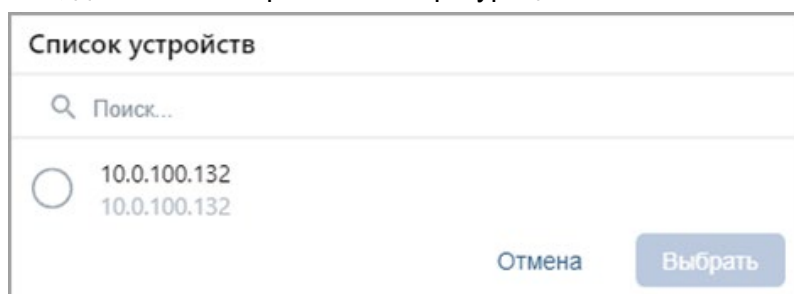 Список устройств
Поиск...
10.0.100.132
10.0.100.132
Отмена
Выбрать